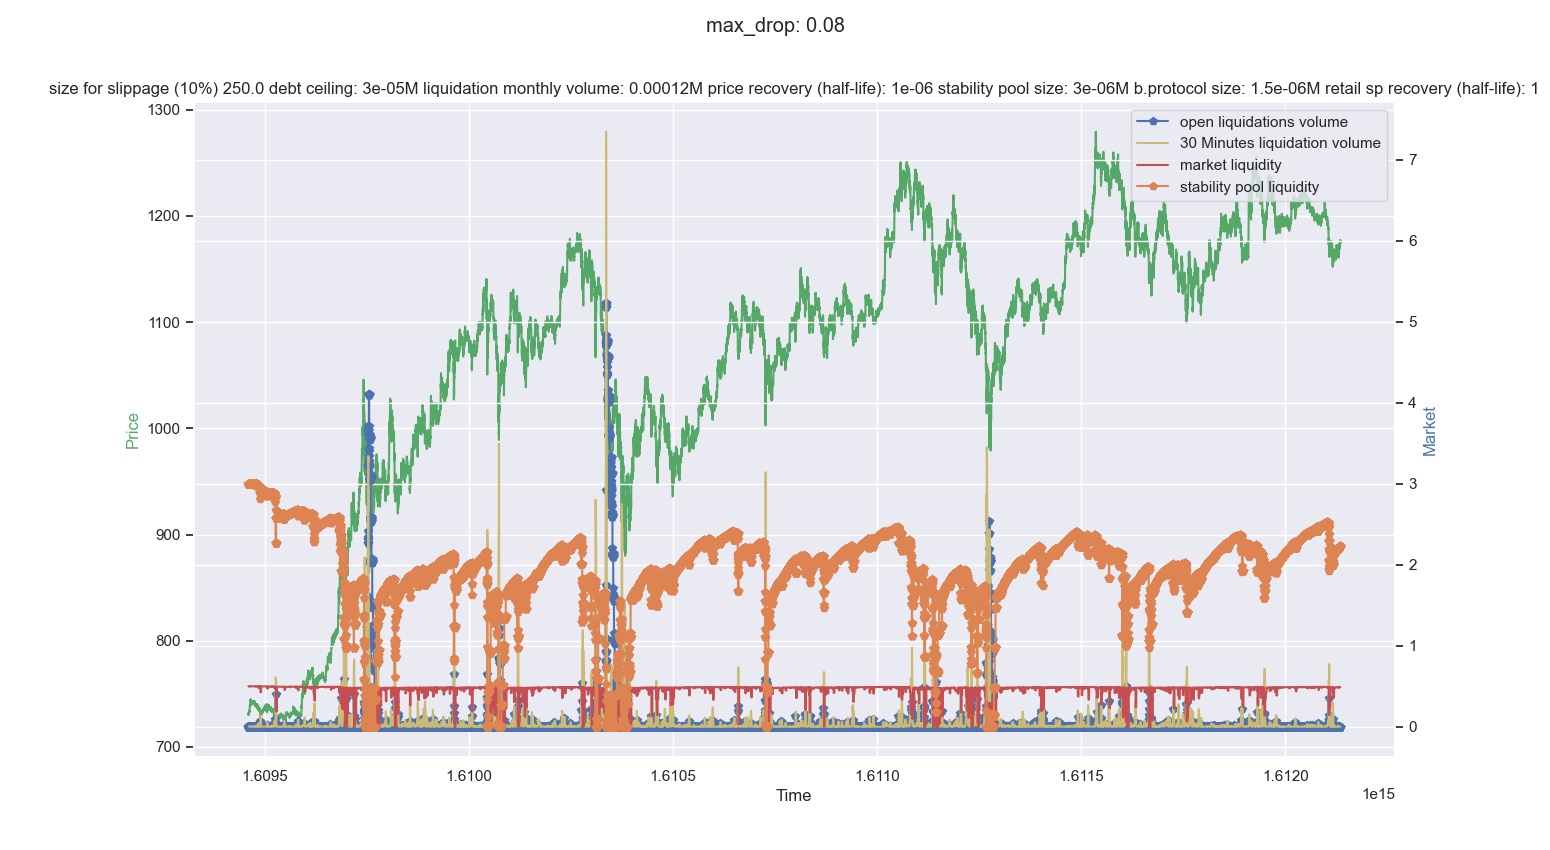 max_drop: 0.08
size for slippage (10%) 250.0 debt ceiling: 3e-05M liquidation monthly volume: 0.00012M price recovery (half-life): 1e-06 stability pool size: 3e-06M b.protocol size: 1.5e-06M retail sp recovery (half-life): 1
open liquidations volume
30 Minutes liquidation volume
market liquidity
stability pool liquidity
1300
1200
1100
1000
900
800
700
Price
7
6
5
4
3
2
1
0
Market
1.6095
1.6100
1.6105
1.6110
1.6115
1.6120
1e15
Time